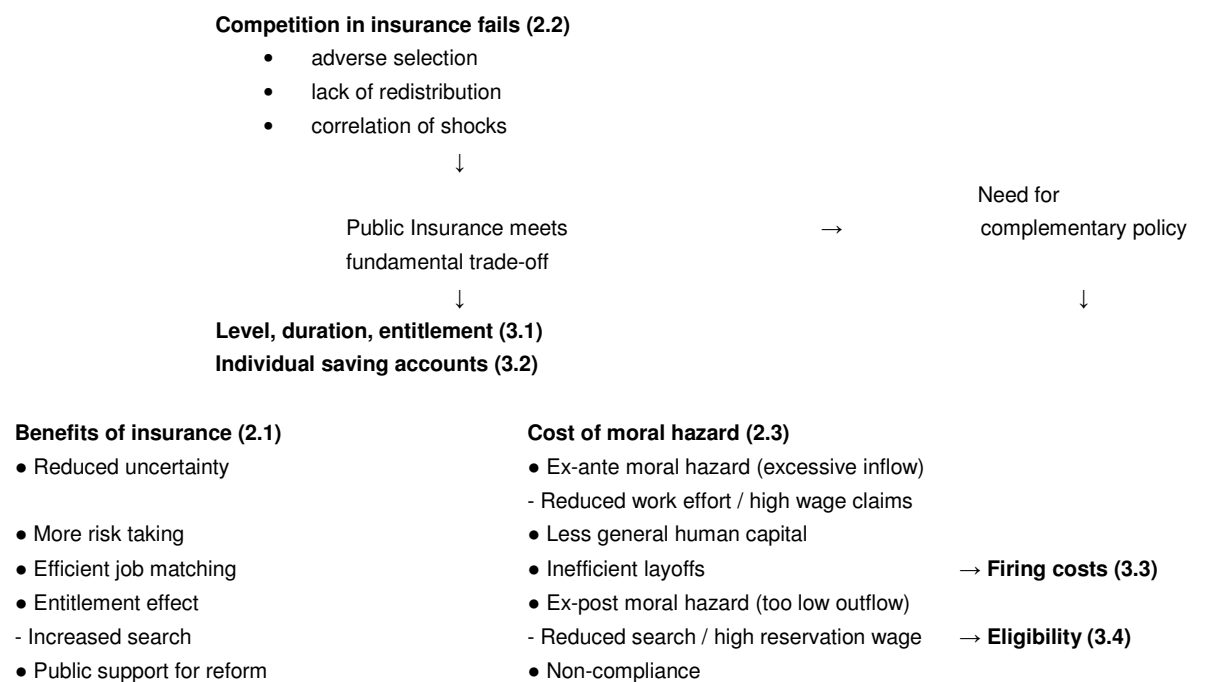 Competition in insurance fails (2.2)
• adverse selection
• lack of redistribution
• correlation of shocks
↓
Need for
Public Insurance meets → complementary policy
fundamental trade-off
↓ ↓
Level, duration, entitlement (3.1)
Individual saving accounts (3.2)
Benefits of insurance (2.1) Cost of moral hazard (2.3)
● Reduced uncertainty ● Ex-ante moral hazard (excessive inflow)
- Reduced work effort / high wage claims
● More risk taking ● Less general human capital
● Efficient job matching ● Inefficient layoffs → Firing costs (3.3)
● Entitlement effect ● Ex-post moral hazard (too low outflow)
- Increased search - Reduced search / high reservation wage → Eligibility (3.4)
● Public support for reform ● Non-compliance